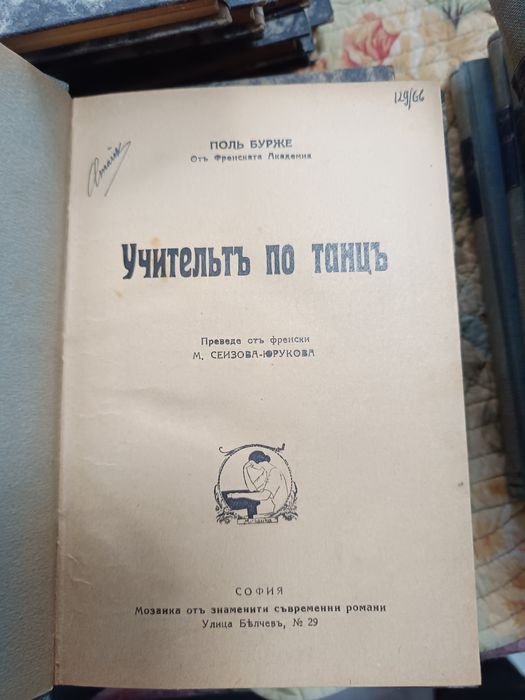 129/66
ПОЛЬ БУРЖЕ
Отъ Френската Академия
Учительтъ по танцъ
Преведе отъ френски
М. СЕИЗОВА-ЮРУКОВА
СОФИЯ
Мозайка отъ знаменити съвременни романи
Улица Бѣлчевъ, № 29